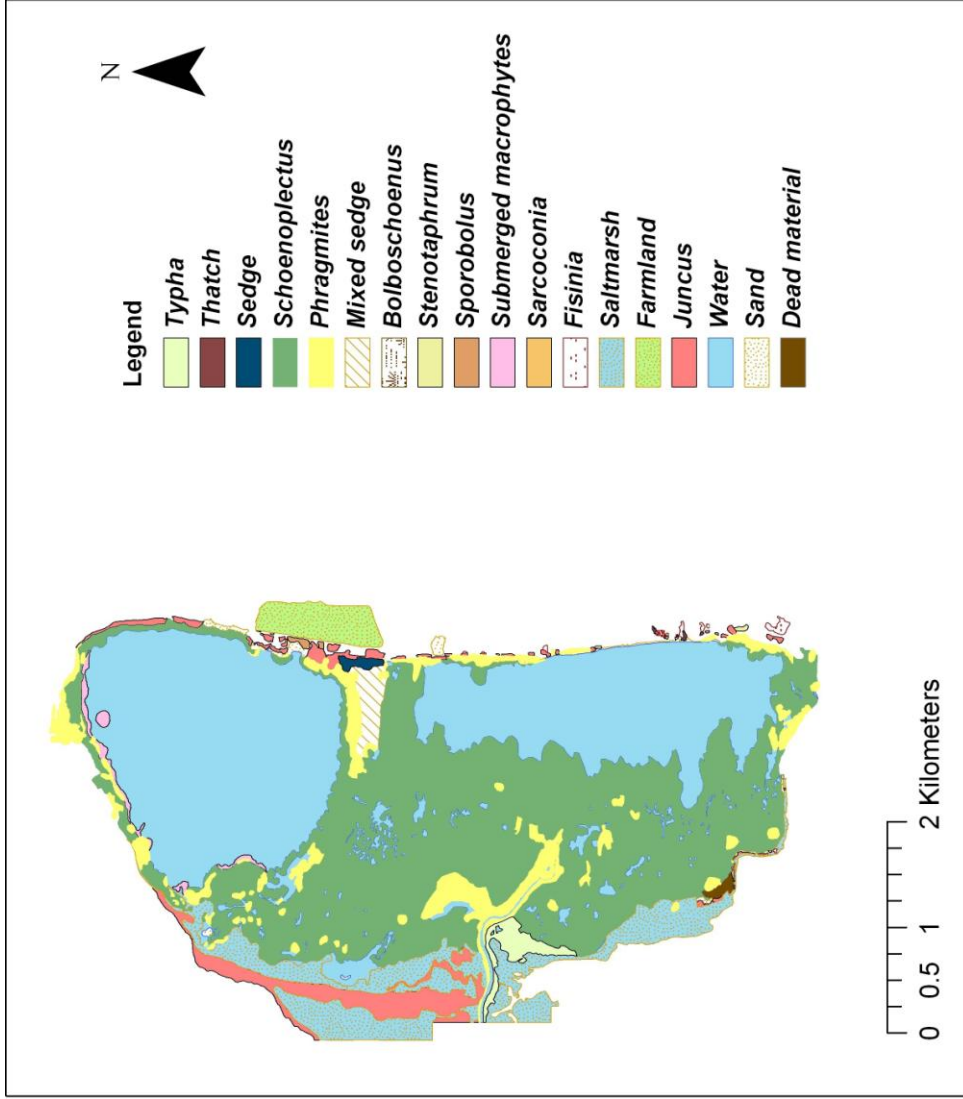 N
Legend
Typha
Thatch
Sedge
Schoenoplectus
Phragmites
Mixed sedge
Bolboschoenus
Stenotaphrum
Sporobolus
Submerged macrophytes
Sarcoconia
Fisinia
Saltmarsh
Farmland
Juncus
Water
Sand
Dead material
0 0.5 1 2 Kilometers